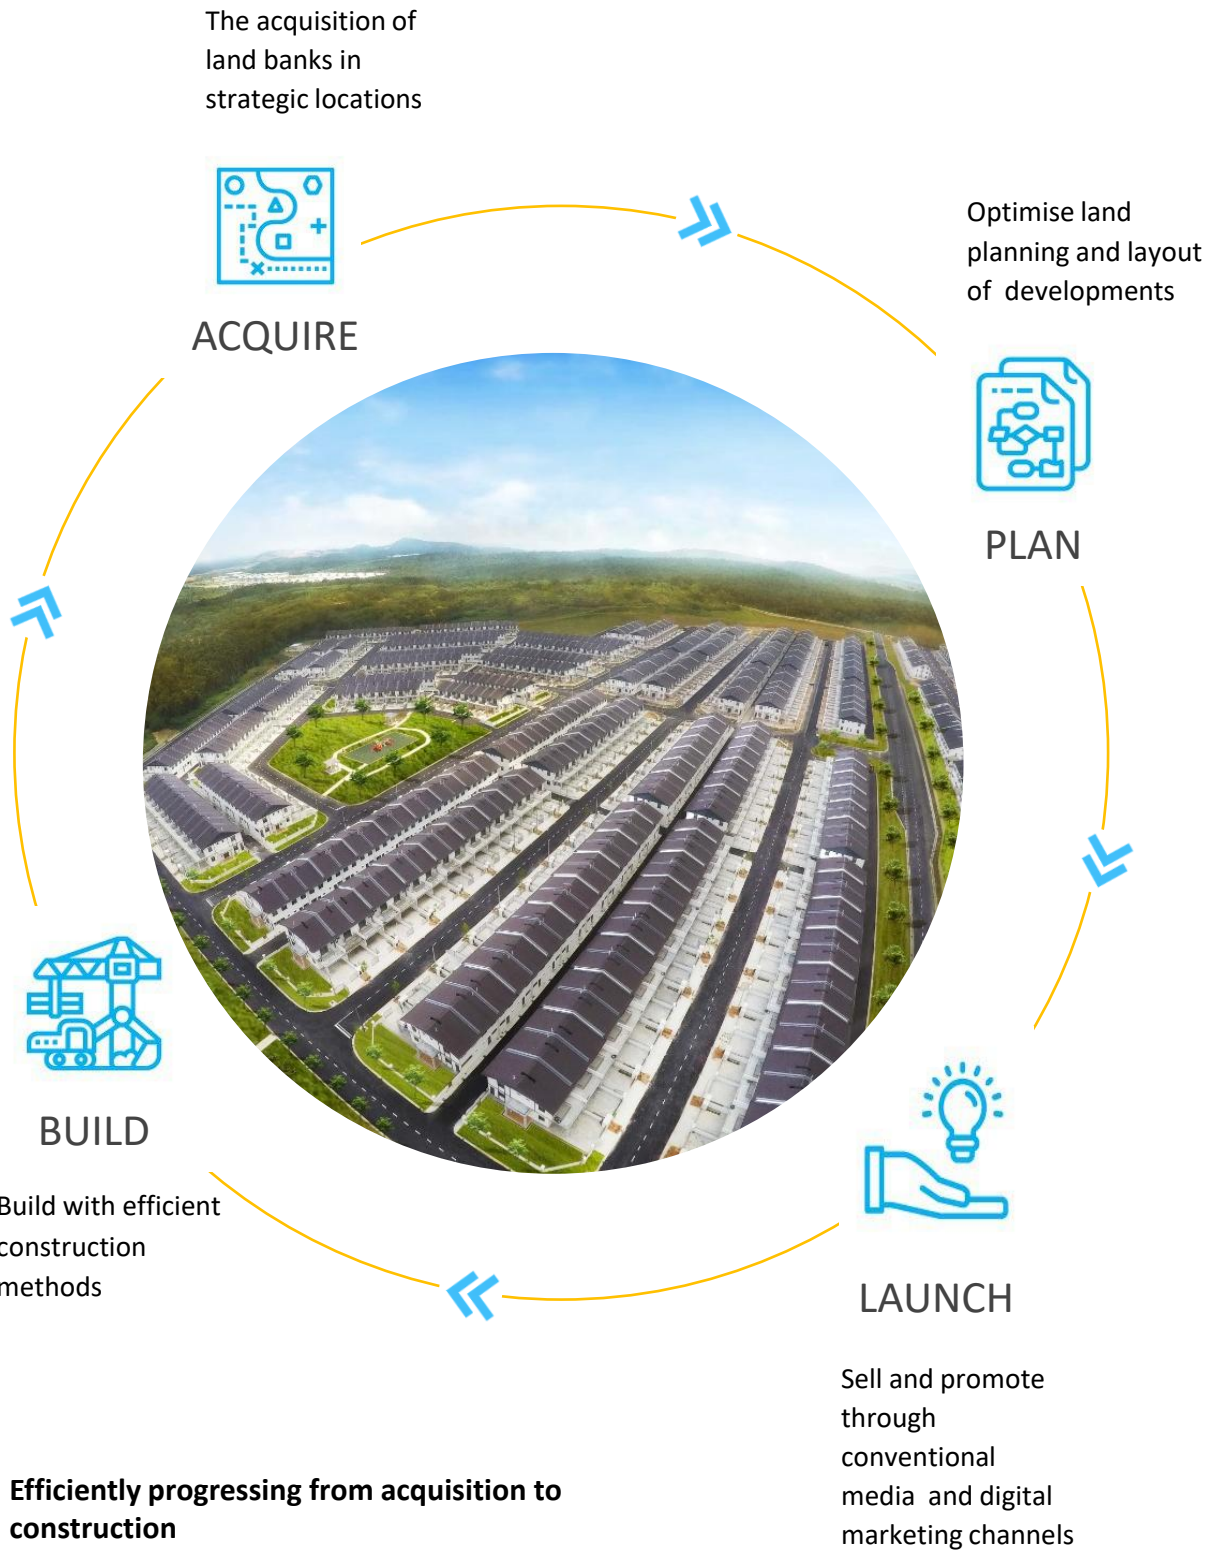 The acquisition of
land banks in
strategic locations
ACQUIRE
Optimise land
planning and layout
of  developments
PLAN
BUILD
Build with efficient
construction
methods
LAUNCH
Sell and promote
through
conventional
media  and digital
marketing channels
Efficiently progressing from acquisition to
construction